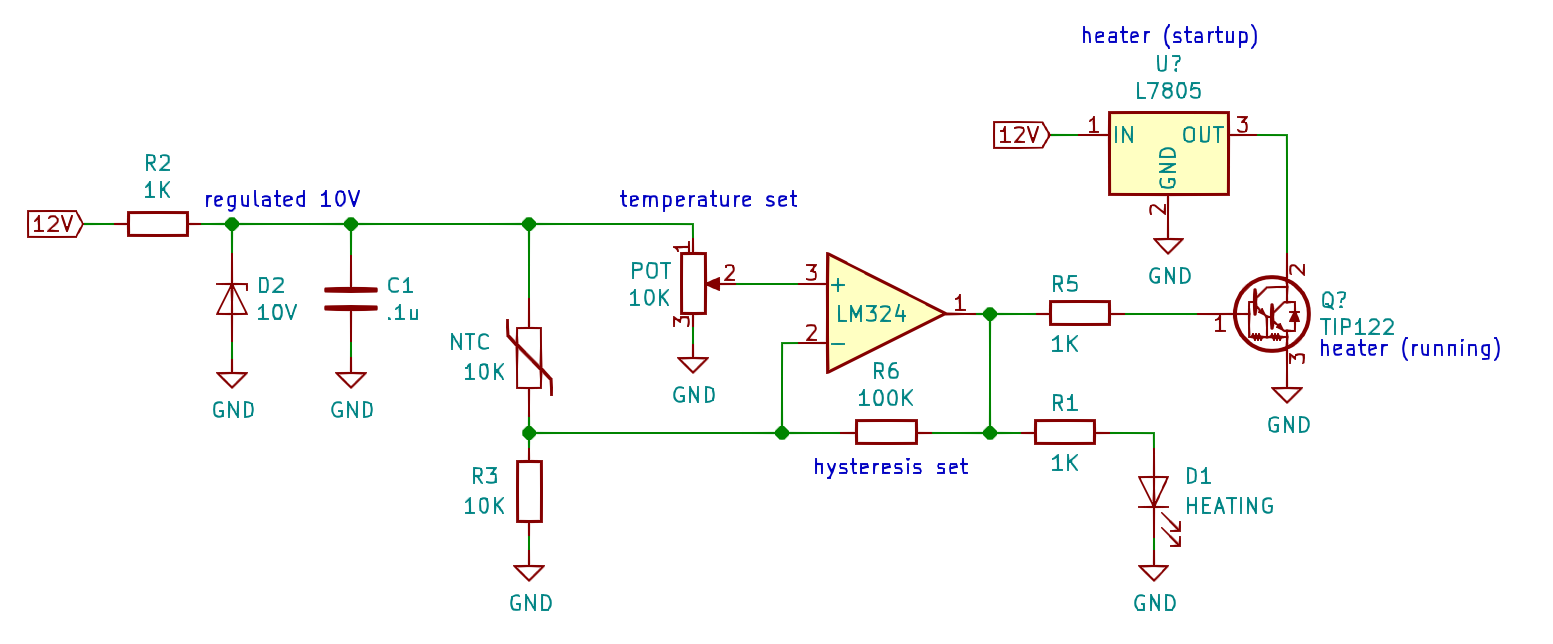 heater (startup)
U?
L7805
12V
1
IN
OUT
3
GND
2
GND
R2
1K
regulated 10V
temperature set
12V
D2
10V
C1
.1u
GND
GND
NTC
10K
POT
10K
1
2
3
GND
3
+
LM324
2
-
1
R5
1K
2
1
3
Q?
TIP122
heater (running)
GND
R6
100K
hysteresis set
R1
1K
R3
10K
GND
D1
HEATING
GND